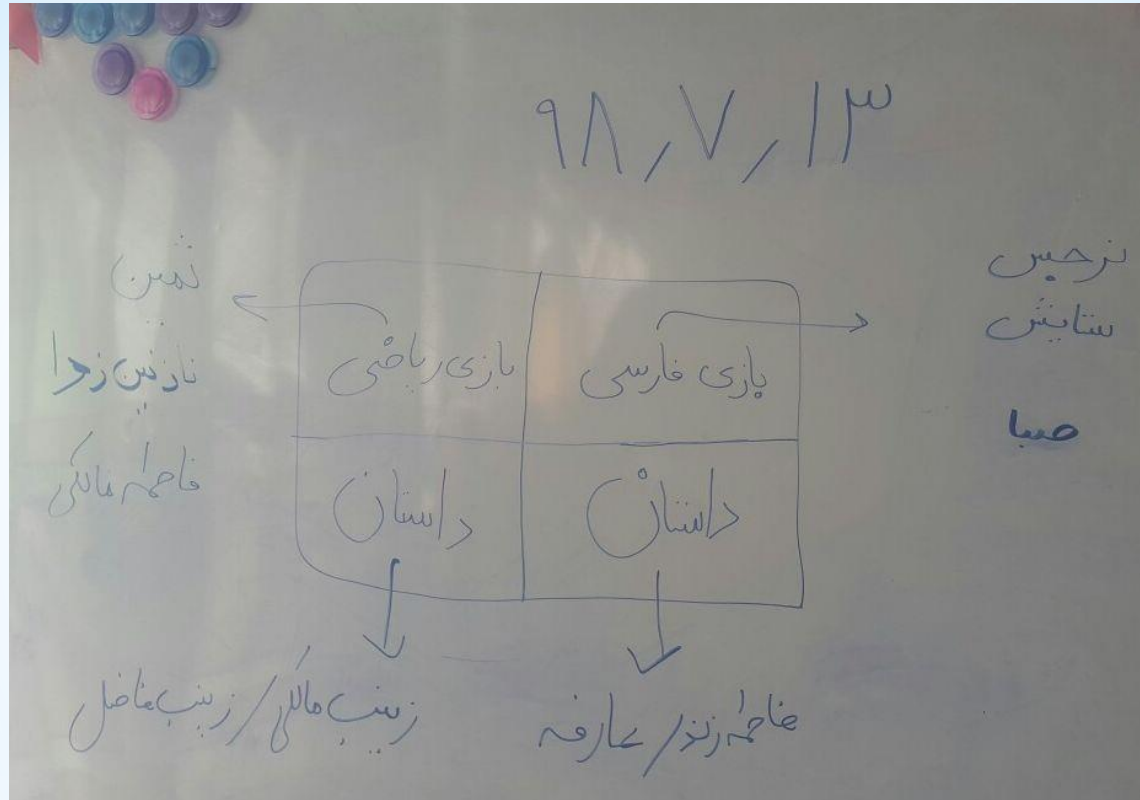 ۹۸٫۷٫۱۳
نرجس
ستایش
صبا
بازی فارسی
بازی ریاضی
داستان
داستان
ثمین
نازنین زهرا
فاطمه مالکی
فاطمه زند / عارفه
زینب مالکی / زینب فاضل